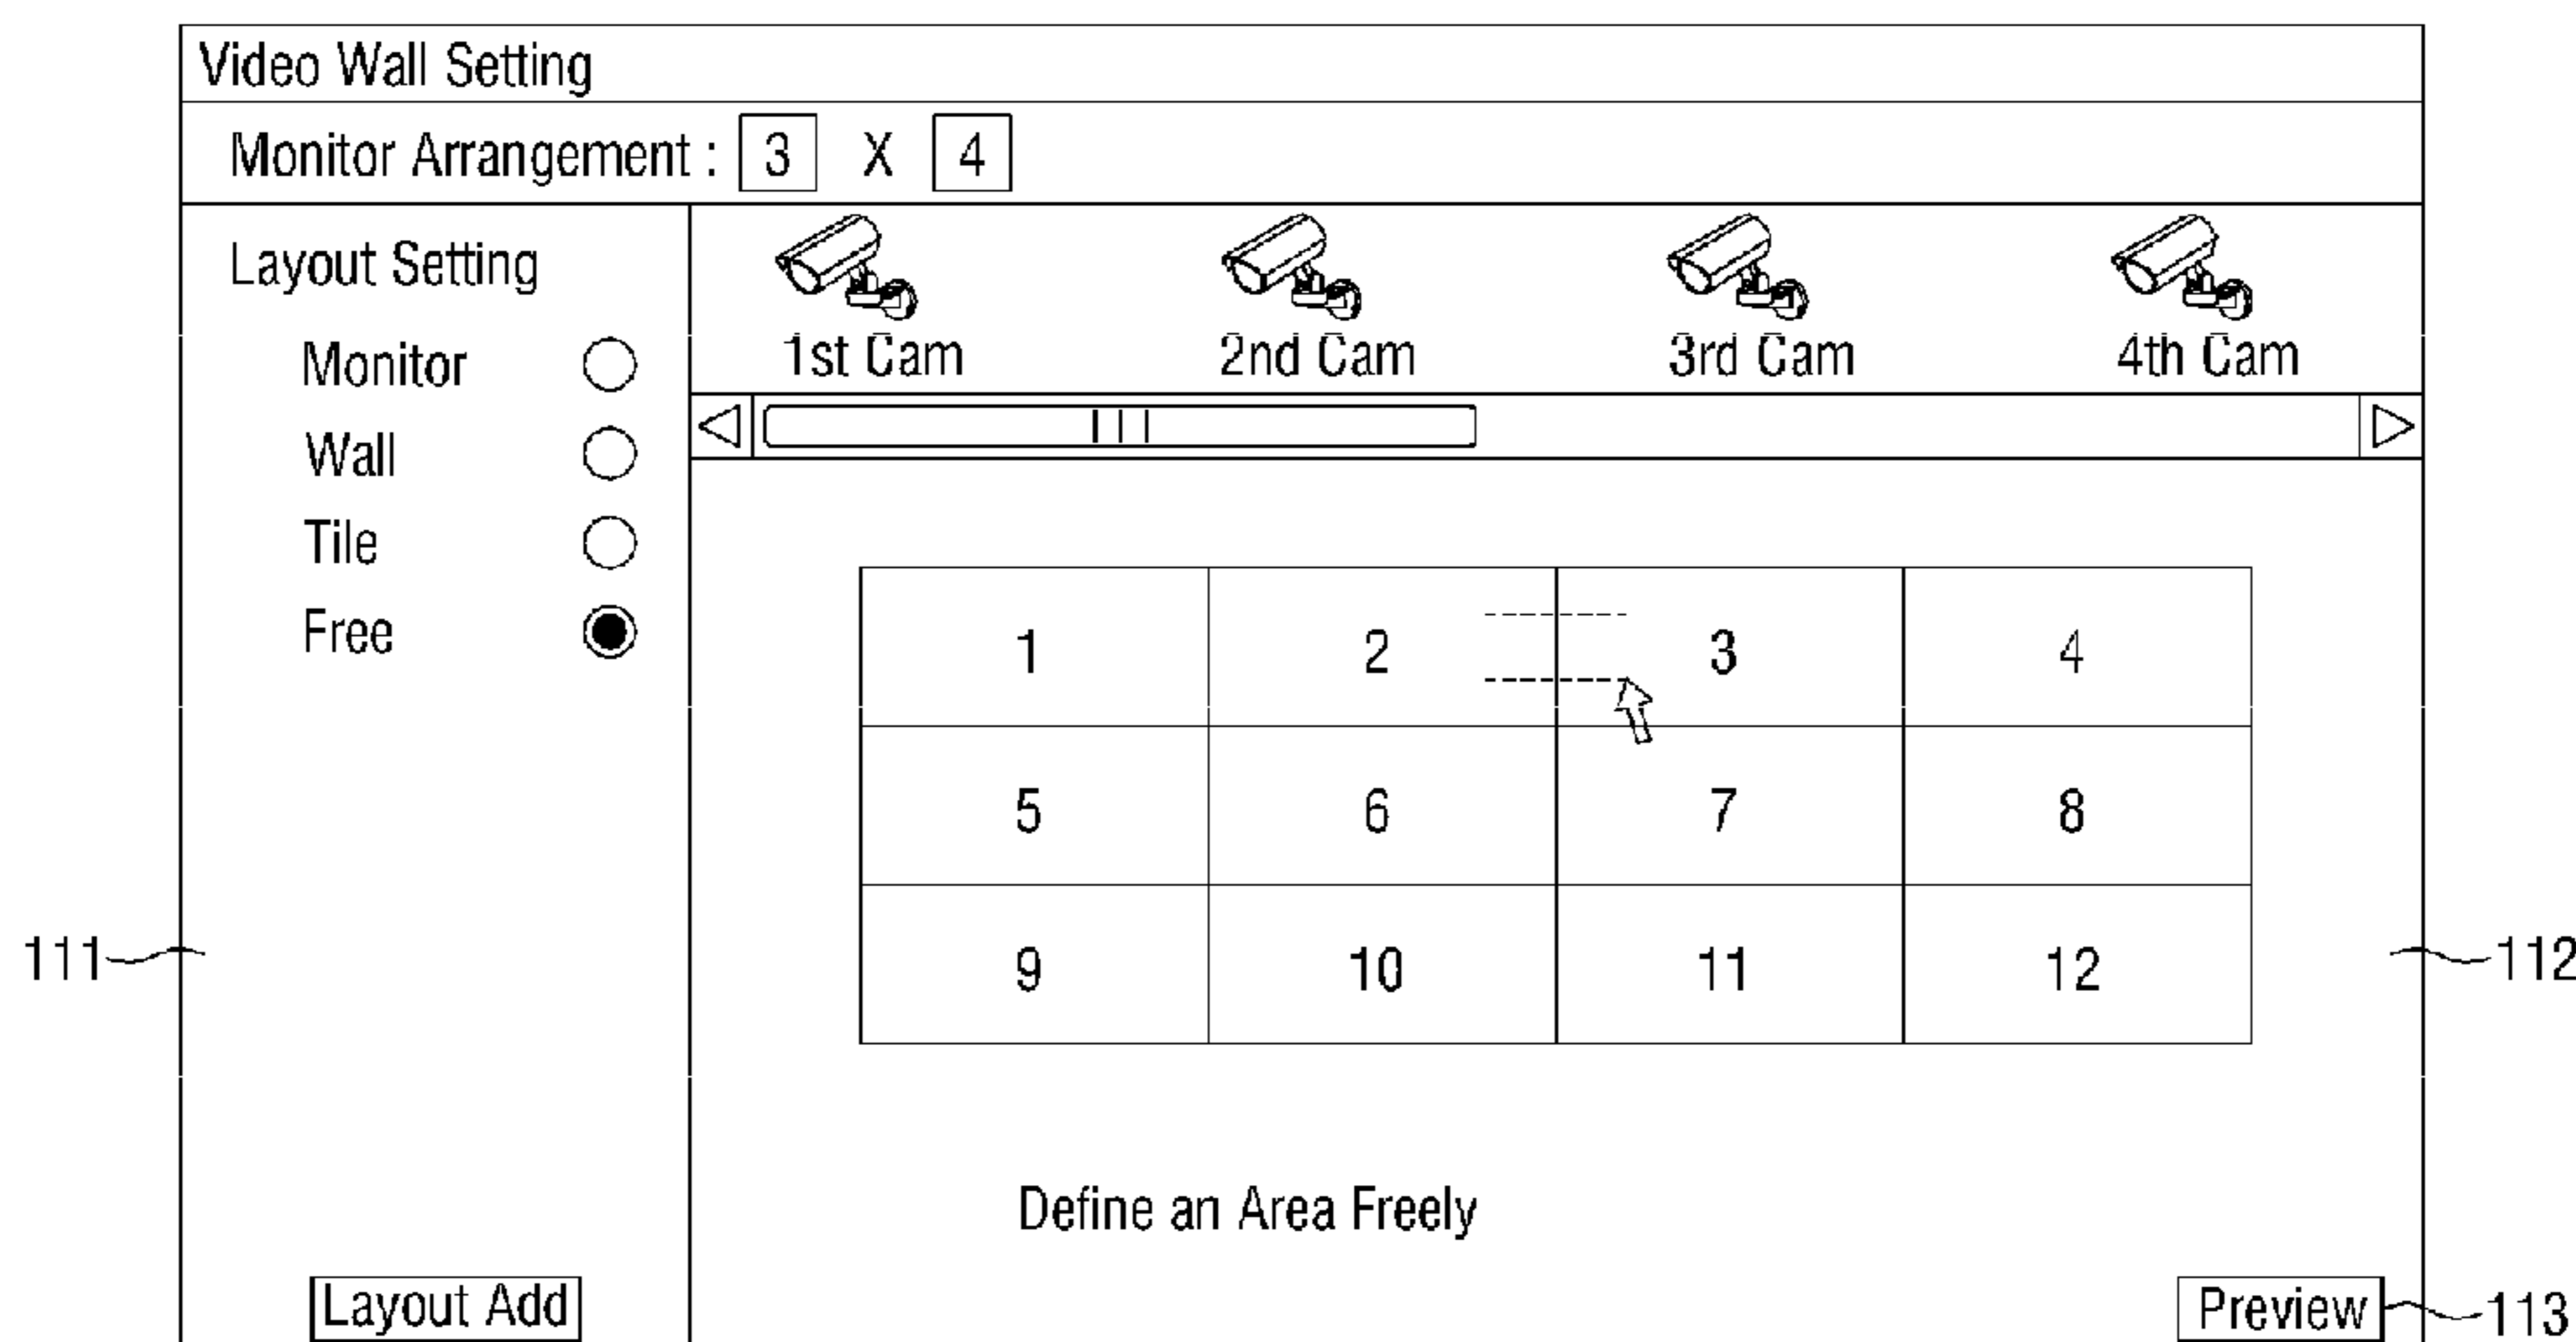 Video Wall Setting
Monitor Arrangement : 3 X 4
Layout Setting
Monitor
Wall
Tile
Free
Layout Add
1st Cam 2nd Cam 3rd Cam 4th Cam
1 2 3 4
5 6 7 8
9 10 11 12
Define an Area Freely
Preview
111
112
113